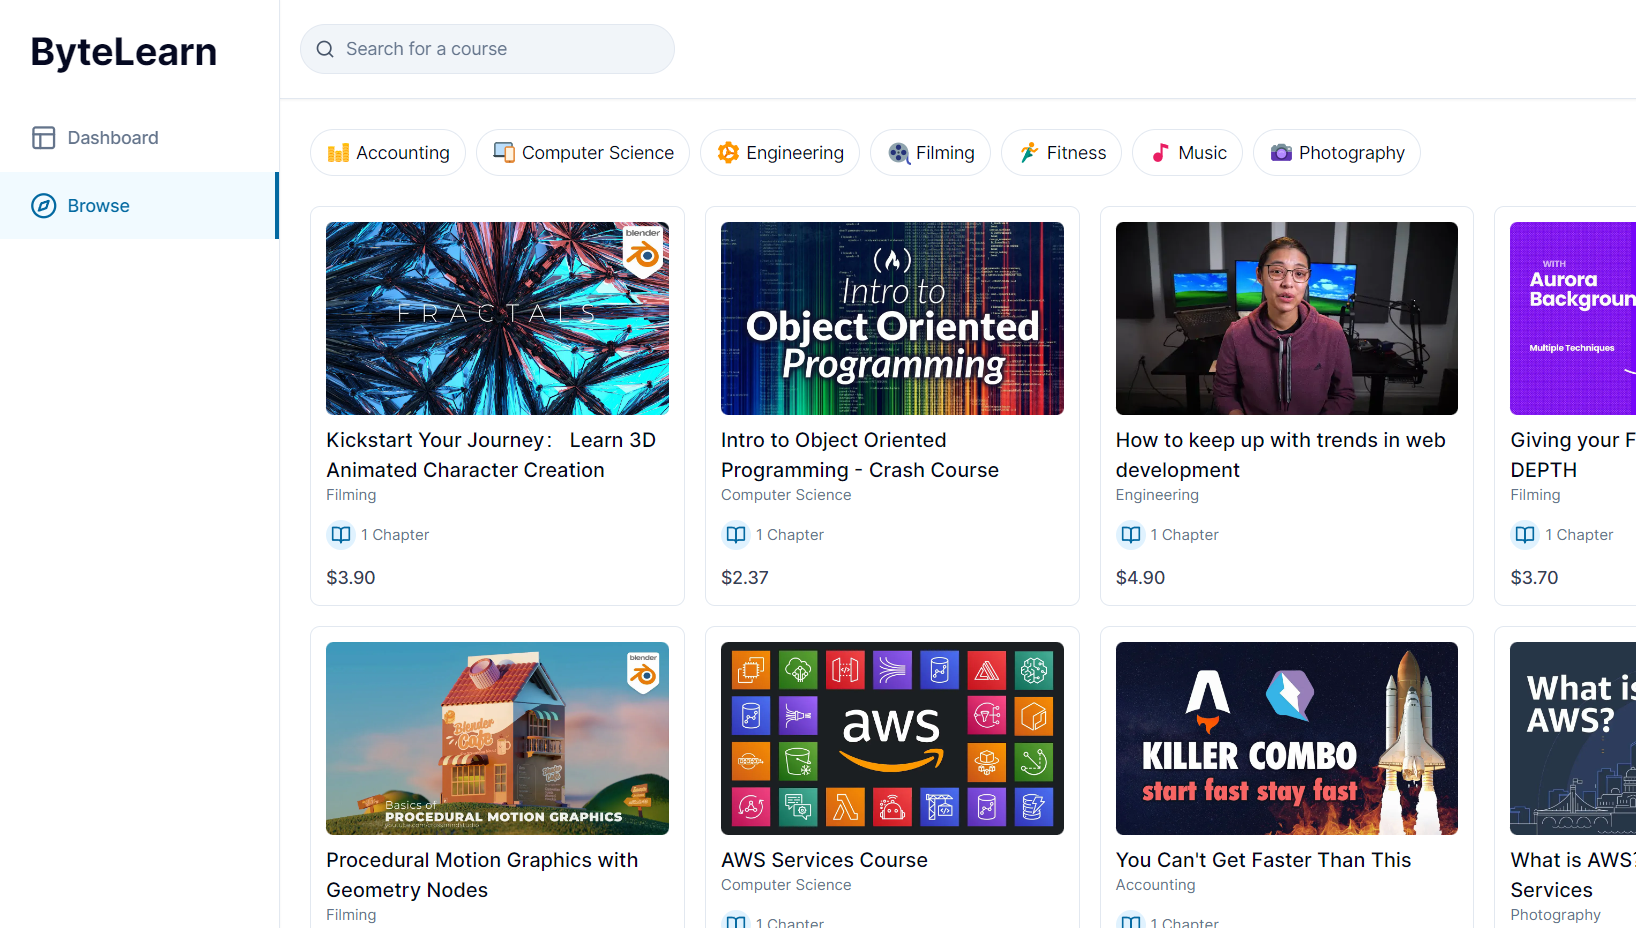 ByteLearn
Search for a course
Dashboard
Browse
Accounting
Computer Science
Engineering
Filming
Fitness
Music
Photography
blender
FRACTALS
Kickstart Your Journey： Learn 3D
Animated Character Creation
Filming
1 Chapter
$3.90
Intro to
Object Oriented
Programming
Intro to Object Oriented
Programming - Crash Course
Computer Science
1 Chapter
$2.37
How to keep up with trends in web
development
Engineering
1 Chapter
$4.90
WITH
Aurora
Backgroun
Multiple Techniques
Giving your F
DEPTH
Filming
1 Chapter
$3.70
blender
Blender
Cafe
Basics of
PROCEDURAL MOTION GRAPHICS
Procedural Motion Graphics with
Geometry Nodes
Filming
aws
AWS Services Course
Computer Science
1 Chapter
KILLER COMBO
start fast stay fast
You Can't Get Faster Than This
Accounting
1 Chapter
What is
AWS?
What is AWS?
Services
Photography